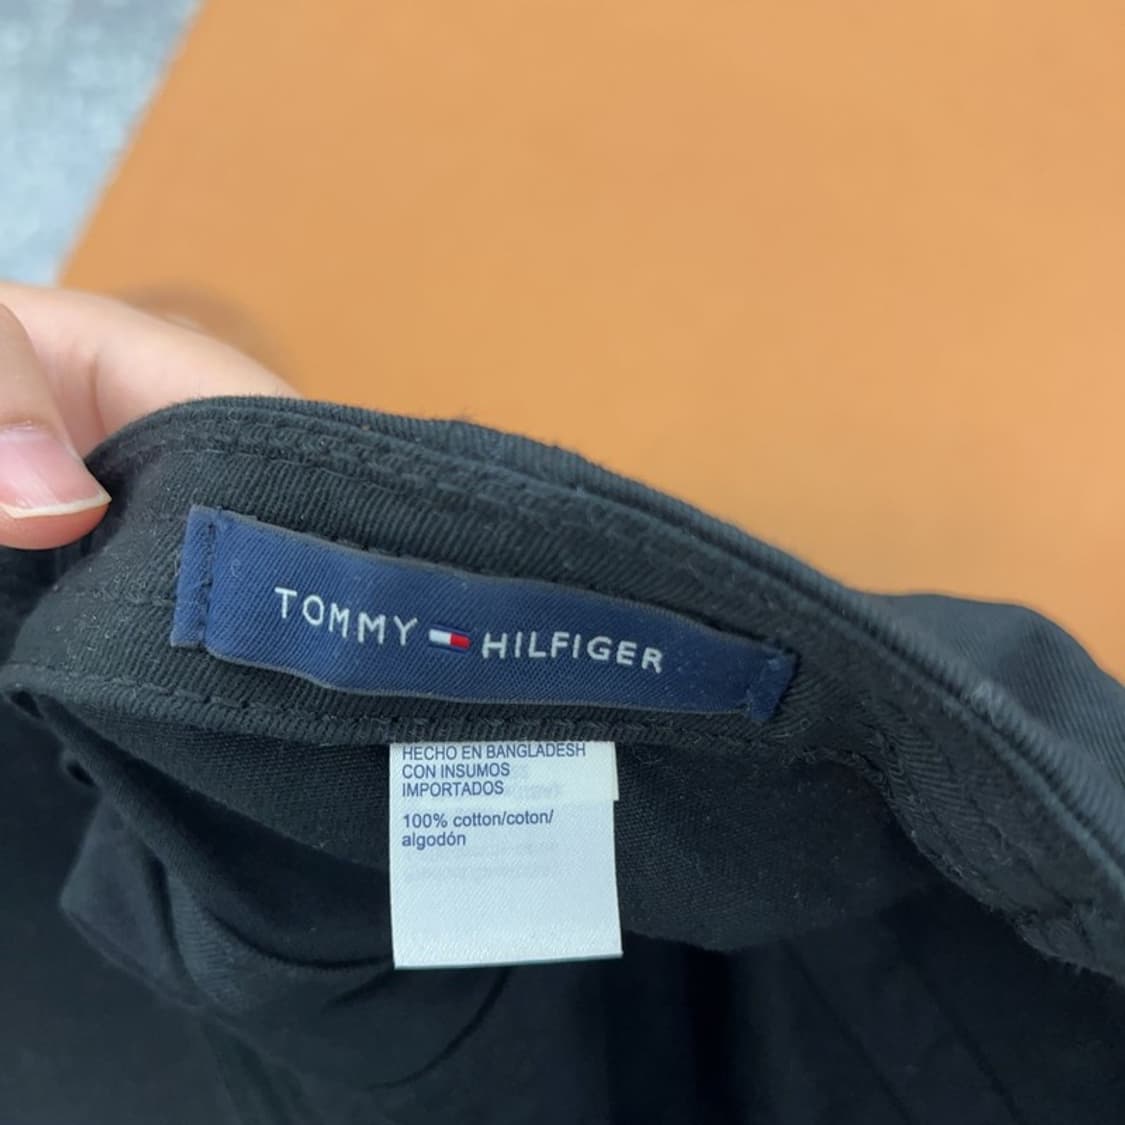 TOMMY HILFIGER
HECHO EN BANGLADESH
CON INSUMOS
IMPORTADOS
100% cotton/coton/
algodón